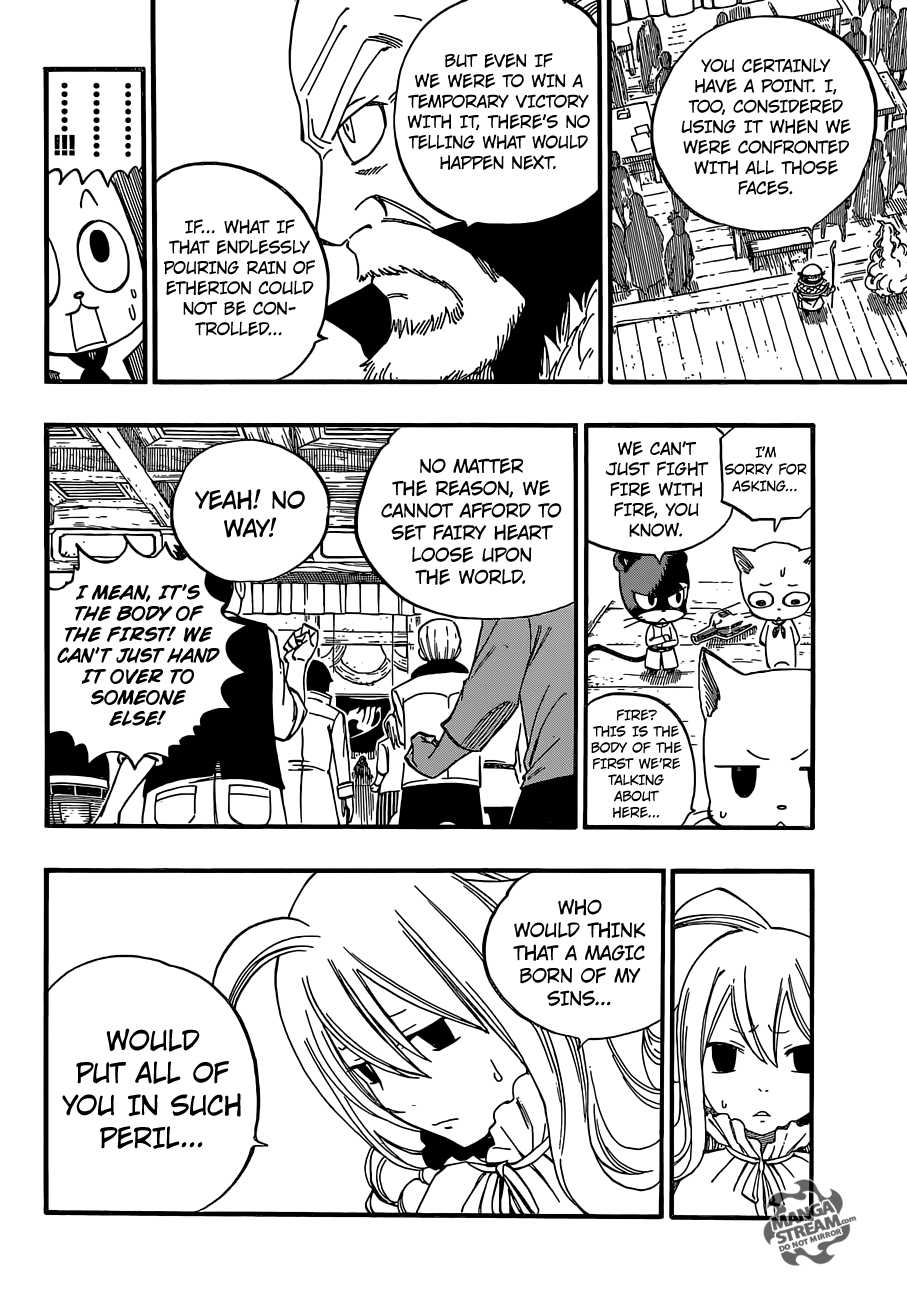 YOU CERTAINLY
HAVE A POINT. I,
TOO, CONSIDERED
USING IT WHEN WE
WERE CONFRONTED
WITH ALL THOSE
FACES.
BUT EVEN IF
WE WERE TO WIN A
TEMPORARY VICTORY
WITH IT, THERE'S NO
TELLING WHAT WOULD
HAPPEN NEXT.
IF... WHAT IF
THAT ENDLESSLY
POURING RAIN OF
ETHERION COULD
NOT BE CON-
TROLLED...
.......
.......
......!!!
I'M
SORRY FOR
ASKING...
WE CAN'T
JUST FIGHT
FIRE WITH
FIRE, YOU
KNOW.
FIRE?
THIS IS THE
BODY OF THE
FIRST WE'RE
TALKING
ABOUT
HERE...
NO MATTER
THE REASON, WE
CANNOT AFFORD TO
SET FAIRY HEART
LOOSE UPON
THE WORLD.
YEAH! NO
WAY!
I MEAN, IT'S
THE BODY OF
THE FIRST! WE
CAN'T JUST HAND
IT OVER TO
SOMEONE
ELSE!
WHO
WOULD THINK
THAT A MAGIC
BORN OF MY
SINS...
WOULD
PUT ALL OF
YOU IN SUCH
PERIL...
MANGA
STREAM.com
DO NOT MIRROR